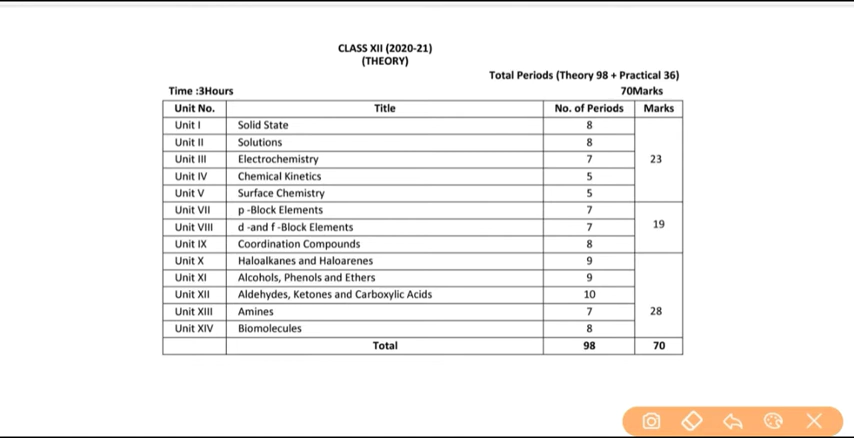 CLASS XII (2020-21)
(THEORY)
Total Periods (Theory 98 + Practical 36)
Time :3Hours 70Marks
Unit No. Title No. of Periods Marks
Unit I Solid State 8
Unit II Solutions 8
Unit III Electrochemistry 7 23
Unit IV Chemical Kinetics 5
Unit V Surface Chemistry 5
Unit VII p -Block Elements 7
Unit VIII d -and f -Block Elements 7 19
Unit IX Coordination Compounds 8
Unit X Haloalkanes and Haloarenes 9
Unit XI Alcohols, Phenols and Ethers 9
Unit XII Aldehydes, Ketones and Carboxylic Acids 10
Unit XIII Amines 7 28
Unit XIV Biomolecules 8
Total 98 70